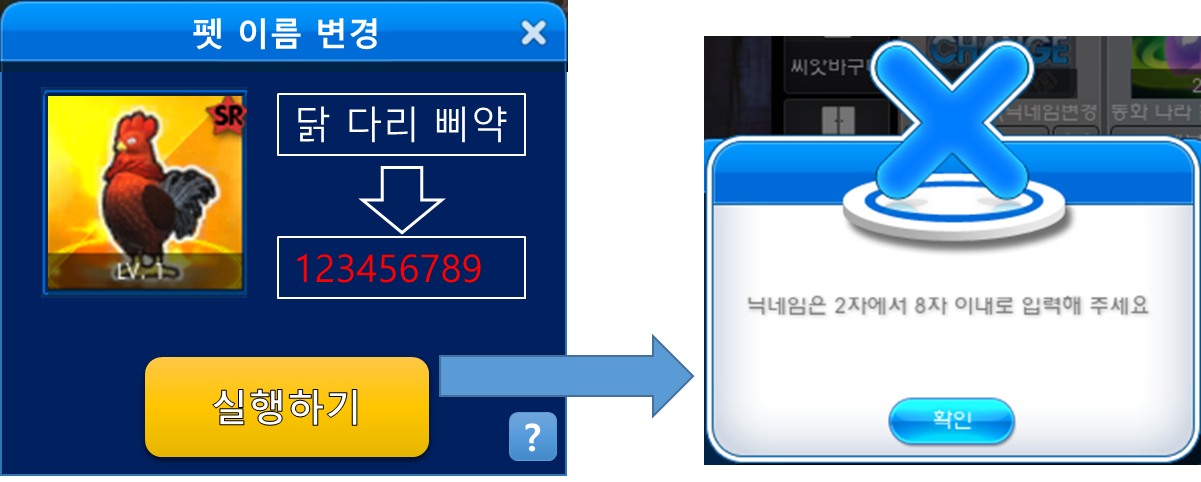 펫 이름 변경
SR
닭 다리 삐약
LV. 1
123456789
실행하기
?
CHANGE
씨앗바구니
닉네임변경
동화 나라
닉네임은 2자에서 8자 이내로 입력해 주세요
확인